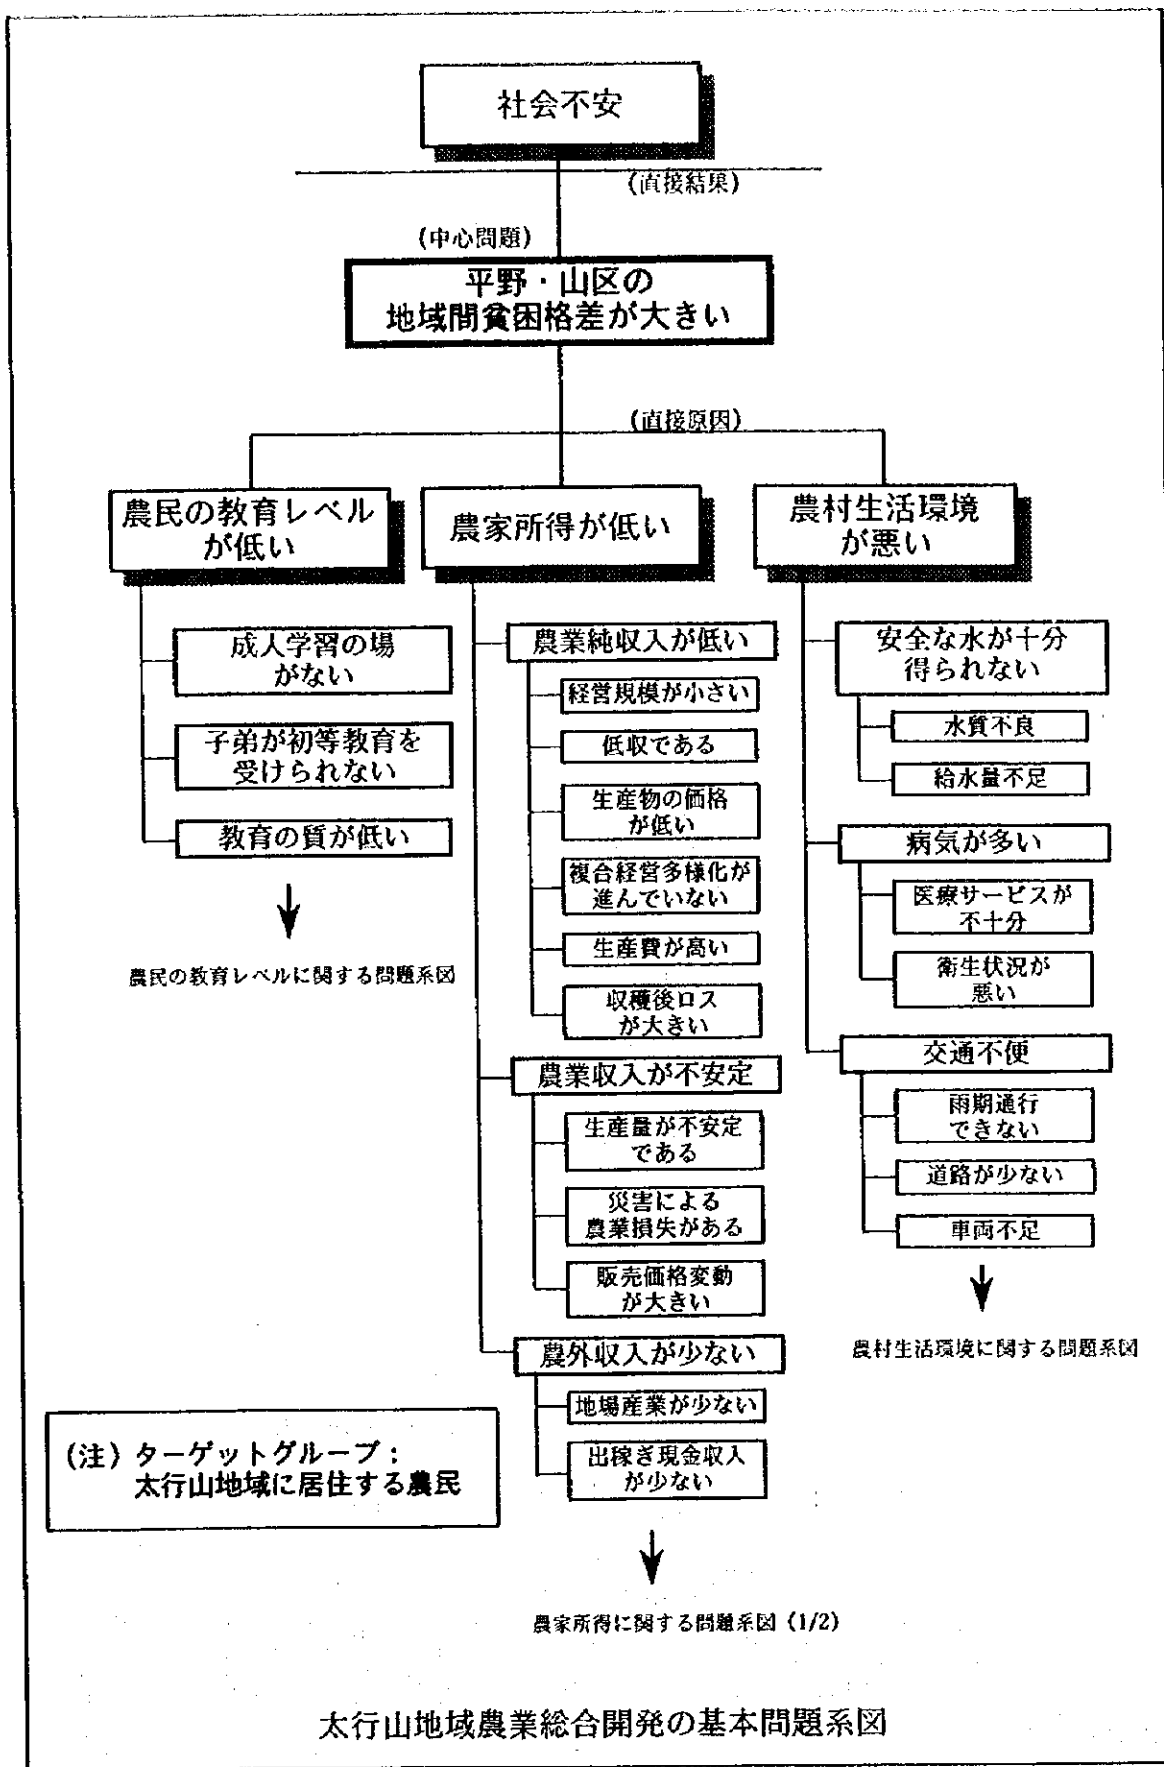 社会不安
(直接結果)
(中心問題)
平野・山区の
地域間貧困格差が大きい
(直接原因)
農民の教育レベル
が低い
成人学習の場
がない
子弟が初等教育を
受けられない
教育の質が低い
農民の教育レベルに関する問題系図
農家所得が低い
農業純収入が低い
経営規模が小さい
低収である
生産物の価格
が低い
複合経営多様化が
進んでいない
生産費が高い
収穫後ロス
が大きい
農業収入が不安定
生産量が不安定
である
災害による
農業損失がある
販売価格変動
が大きい
農外収入が少ない
地場産業が少ない
出稼ぎ現金収入
が少ない
農家所得に関する問題系図 (1/2)
農村生活環境
が悪い
安全な水が十分
得られない
水質不良
給水量不足
病気が多い
医療サービスが
不十分
衛生状況が
悪い
交通不便
雨期通行
できない
道路が少ない
車両不足
農村生活環境に関する問題系図
(注) ターゲットグループ：
太行山地域に居住する農民
太行山地域農業総合開発の基本問題系図